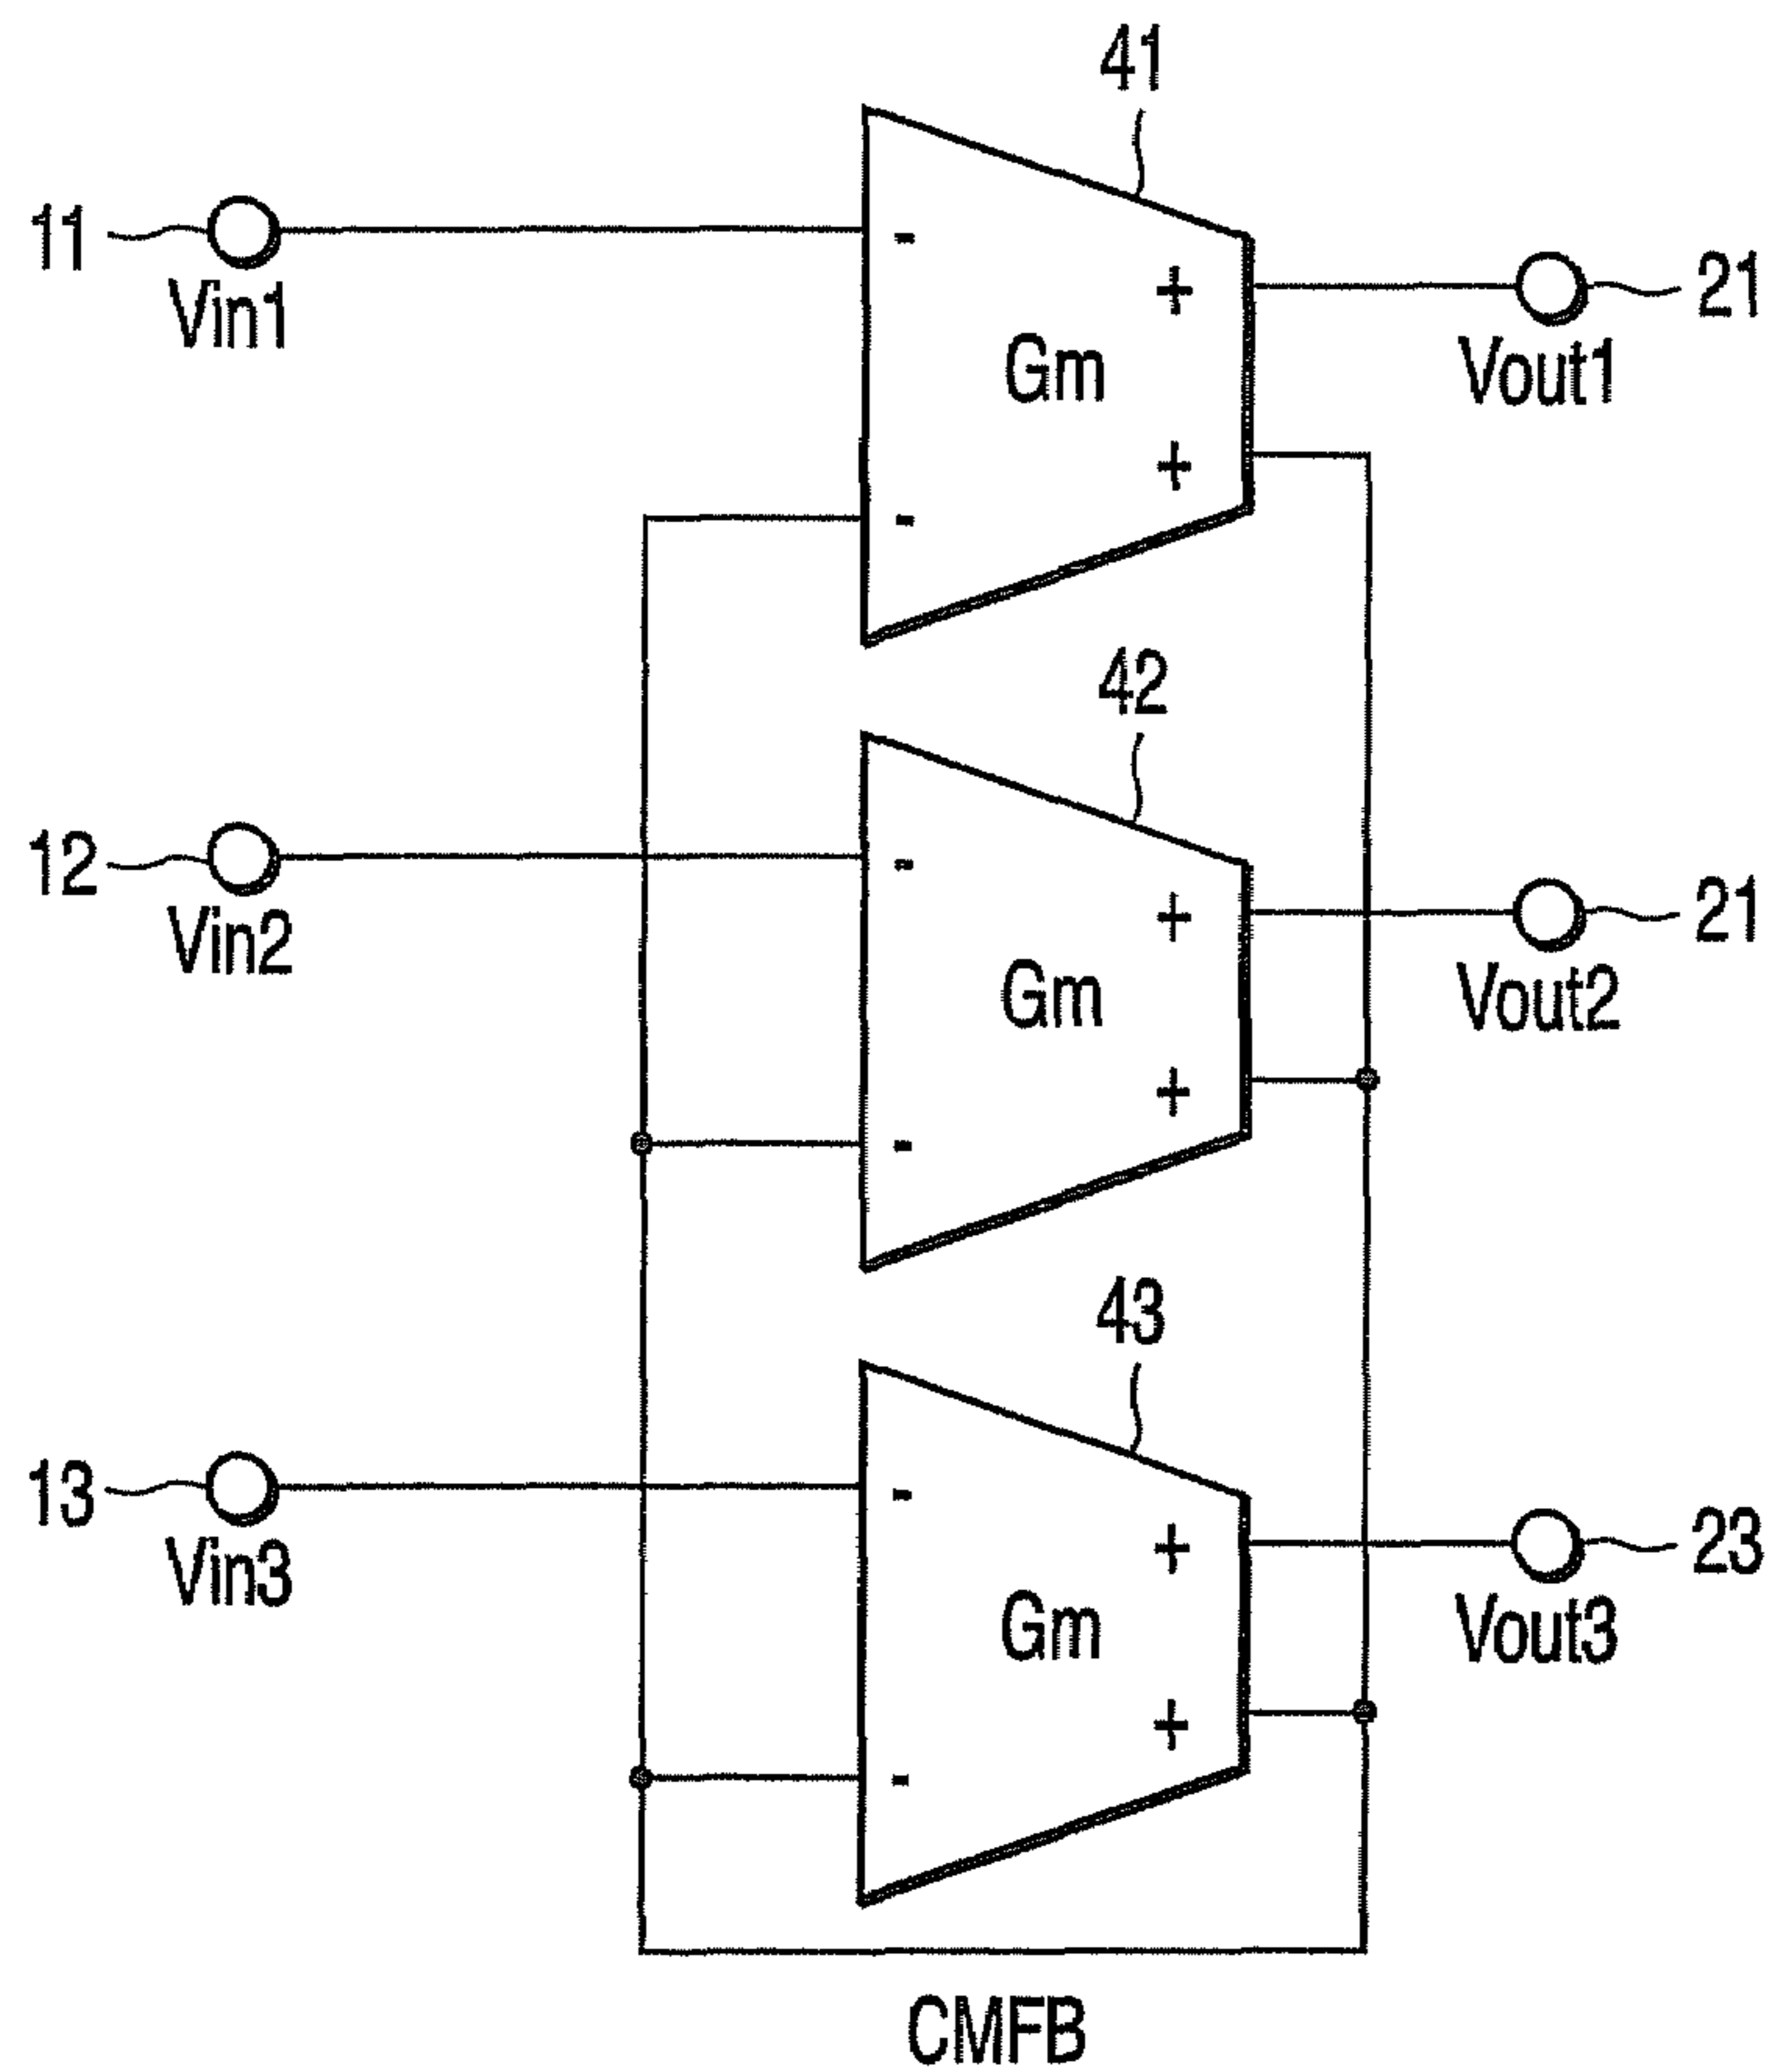 41
11
Vin1
-
+
21
Vout1
Gm
+
-
42
12
Vin2
-
+
21
Vout2
Gm
+
-
43
13
Vin3
-
+
23
Vout3
Gm
+
-
CMFB